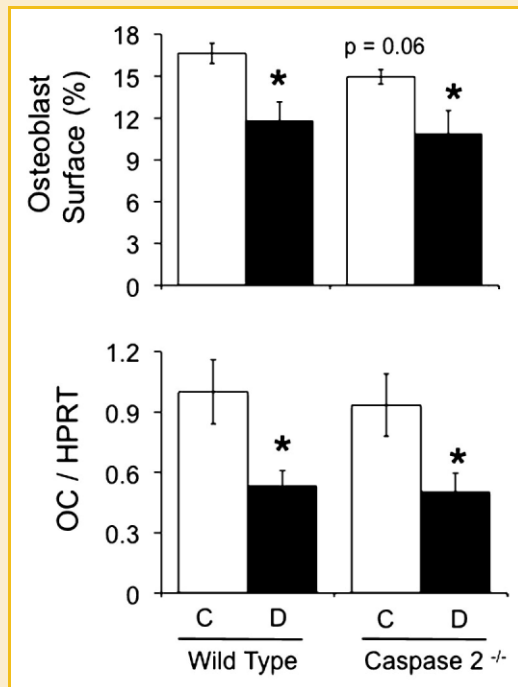 Osteoblast
Surface (%)
18
15
12
9
6
3
0
*
p = 0.06
*
OC / HPRT
1.2
0.9
0.6
0.3
0
*
*
C D C D
Wild Type Caspase 2 -/-